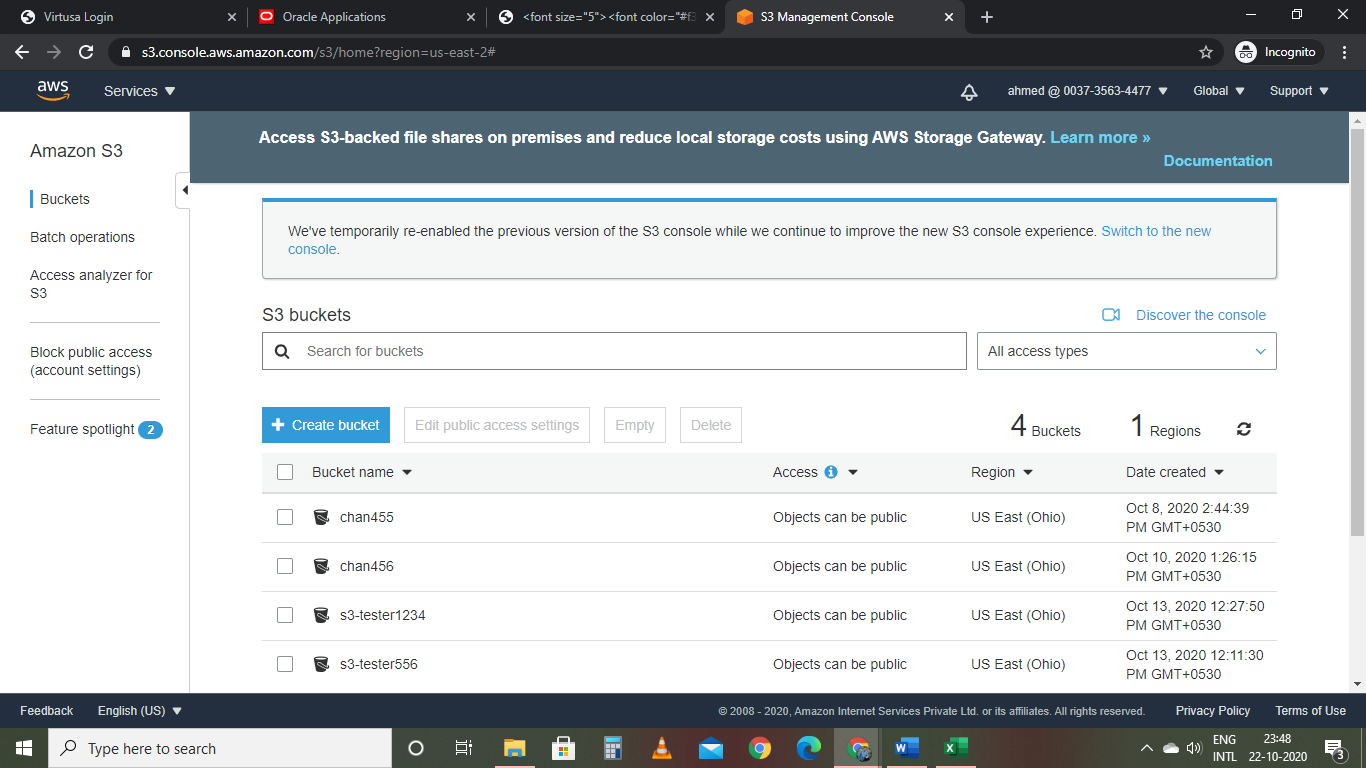 Virtusa Login
Oracle Applications
<font size="5"><font color="#f3
S3 Management Console
s3.console.aws.amazon.com/s3/home?region=us-east-2#
Incognito
aws
Services
ahmed @ 0037-3563-4477
Global
Support
Amazon S3
Buckets
Batch operations
Access analyzer for
S3
Block public access
(account settings)
Feature spotlight 2
Access S3-backed file shares on premises and reduce local storage costs using AWS Storage Gateway. Learn more »
Documentation
We've temporarily re-enabled the previous version of the S3 console while we continue to improve the new S3 console experience. Switch to the new
console.
S3 buckets
Discover the console
Search for buckets
All access types
+ Create bucket
Edit public access settings
Empty
Delete
4 Buckets
1 Regions
Bucket name
Access
Region
Date created
chan455
Objects can be public
US East (Ohio)
Oct 8, 2020 2:44:39
PM GMT+0530
chan456
Objects can be public
US East (Ohio)
Oct 10, 2020 1:26:15
PM GMT+0530
s3-tester1234
Objects can be public
US East (Ohio)
Oct 13, 2020 12:27:50
PM GMT+0530
s3-tester556
Objects can be public
US East (Ohio)
Oct 13, 2020 12:11:30
PM GMT+0530
Feedback
English (US)
© 2008 - 2020, Amazon Internet Services Private Ltd. or its affiliates. All rights reserved.
Privacy Policy
Terms of Use
Type here to search
ENG
INTL
23:48
22-10-2020
3